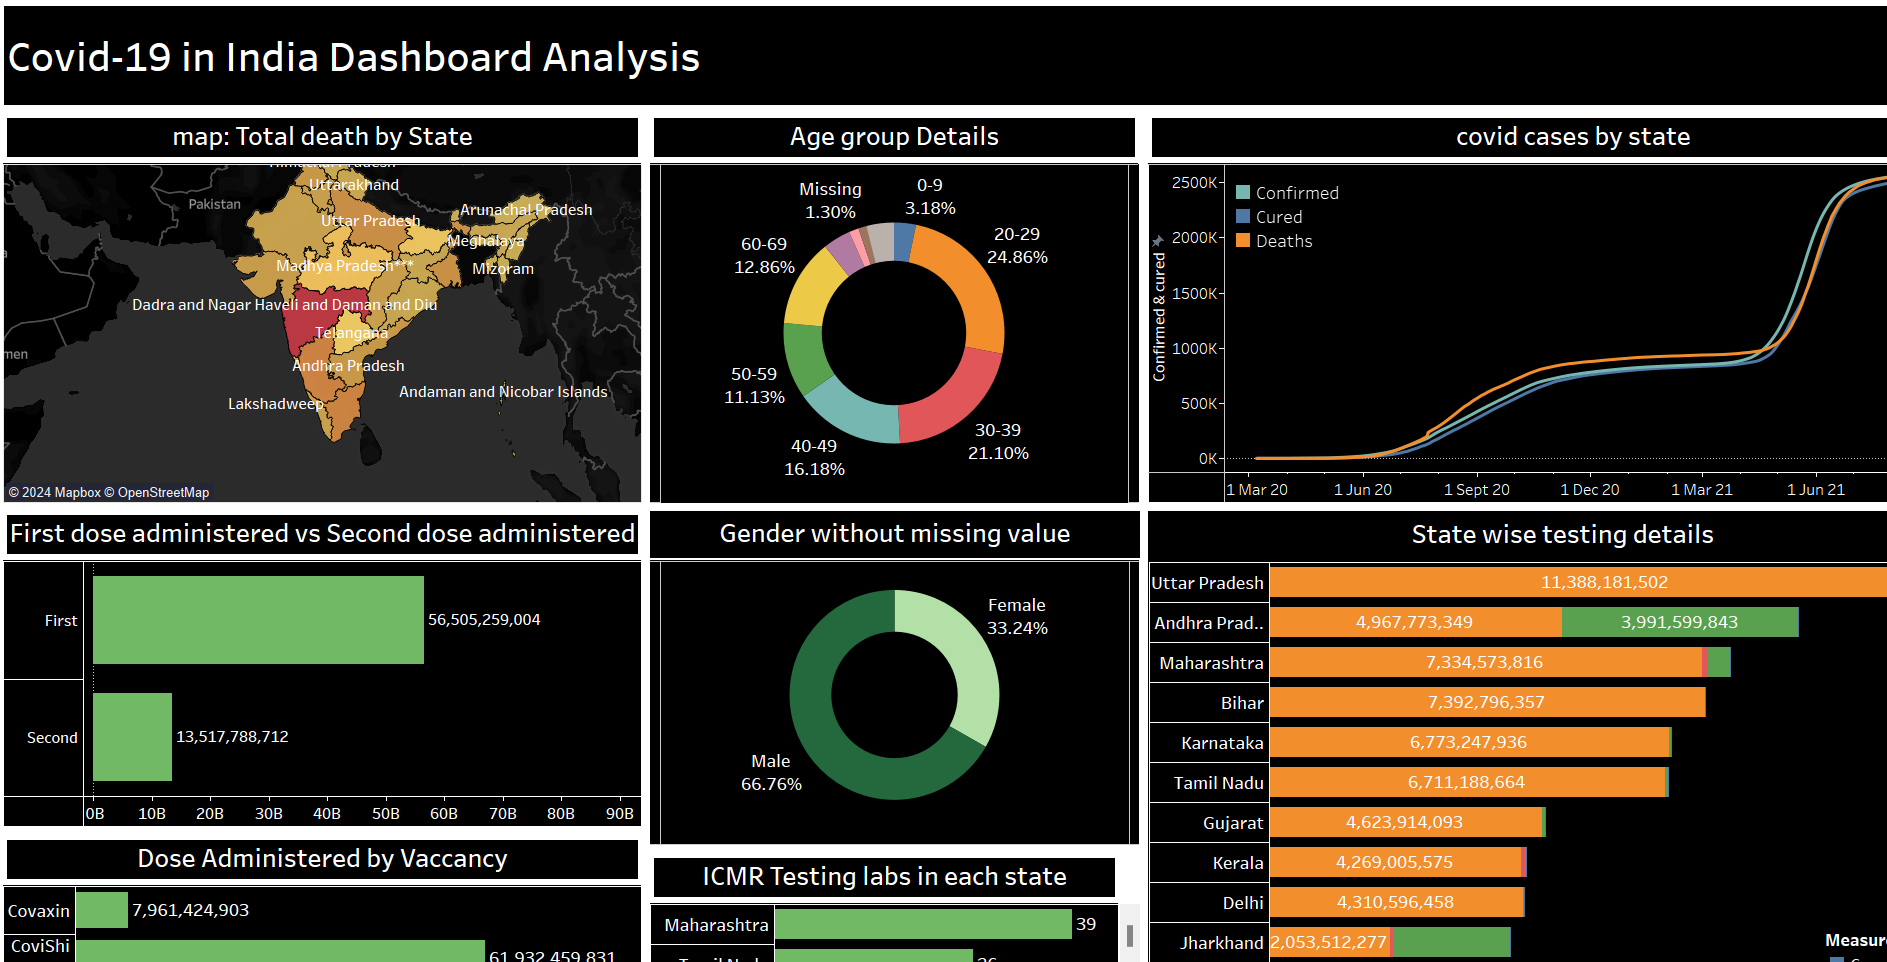 Covid-19 in India Dashboard Analysis
map: Total death by State
Pakistan
Uttarakhand
Uttar Pradesh
Arunachal Pradesh
Meghalaya
Madhya Pradesh***
Mizoram
Dadra and Nagar Haveli and Daman and Diu
Telangana
Andhra Pradesh
Andaman and Nicobar Islands
Lakshadweep
© 2024 Mapbox © OpenStreetMap
Age group Details
Missing
1.30%
0-9
3.18%
20-29
24.86%
60-69
12.86%
50-59
11.13%
40-49
16.18%
30-39
21.10%
covid cases by state
Confirmed
Cured
Deaths
Confirmed & cured
2500K
2000K
1500K
1000K
500K
0K
1 Mar 20
1 Jun 20
1 Sept 20
1 Dec 20
1 Mar 21
1 Jun 21
First dose administered vs Second dose administered
First
56,505,259,004
Second
13,517,788,712
0B 10B 20B 30B 40B 50B 60B 70B 80B 90B
Gender without missing value
Female
33.24%
Male
66.76%
State wise testing details
Uttar Pradesh 11,388,181,502
Andhra Prad.. 4,967,773,349 3,991,599,843
Maharashtra 7,334,573,816
Bihar 7,392,796,357
Karnataka 6,773,247,936
Tamil Nadu 6,711,188,664
Gujarat 4,623,914,093
Kerala 4,269,005,575
Delhi 4,310,596,458
Jharkhand 2,053,512,277
Measur
Dose Administered by Vaccancy
Covaxin 7,961,424,903
CoviShi 61,932,459,831
ICMR Testing labs in each state
Maharashtra 39